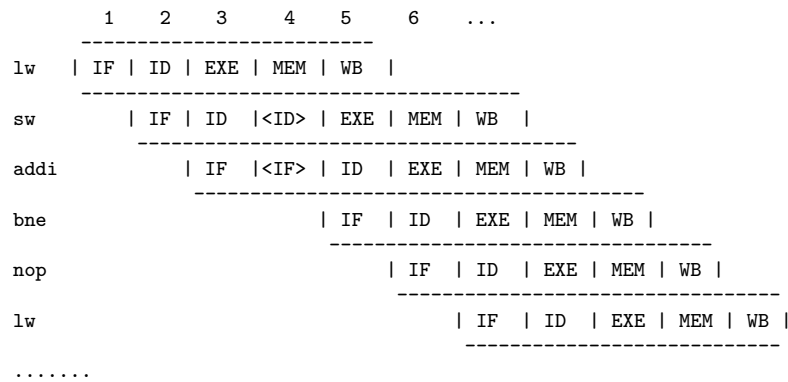 1 2 3 4 5 6 ...
---------------------------
lw | IF | ID | EXE | MEM | WB |
----------------------------------------
sw | IF | ID |<ID> | EXE | MEM | WB |
----------------------------------------
addi | IF |<IF> | ID | EXE | MEM | WB |
-----------------------------------------
bne | IF | ID | EXE | MEM | WB |
-----------------------------------
nop | IF | ID | EXE | MEM | WB |
-----------------------------------
lw | IF | ID | EXE | MEM | WB |
-----------------------------
.......